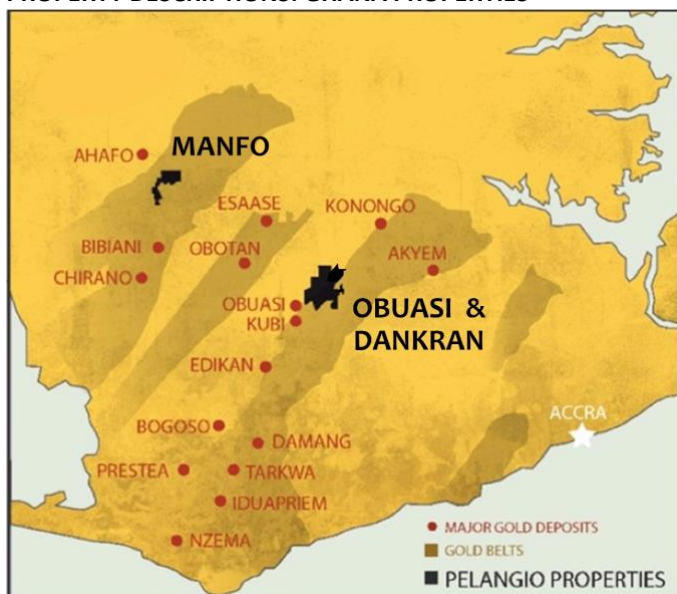 MANFO
AHAFO
ESAASE
KONONGO
BIBIANI
OBOTAN
AKYEM
CHIRANO
OBUASI
KUBI
OBUASI &
DANKRAN
EDIKAN
ACCRA
BOGOSO
DAMANG
PRESTEA
TARKWA
IDUAPRIEM
NZEMA
MAJOR GOLD DEPOSITS
GOLD BELTS
PELANGIO PROPERTIES